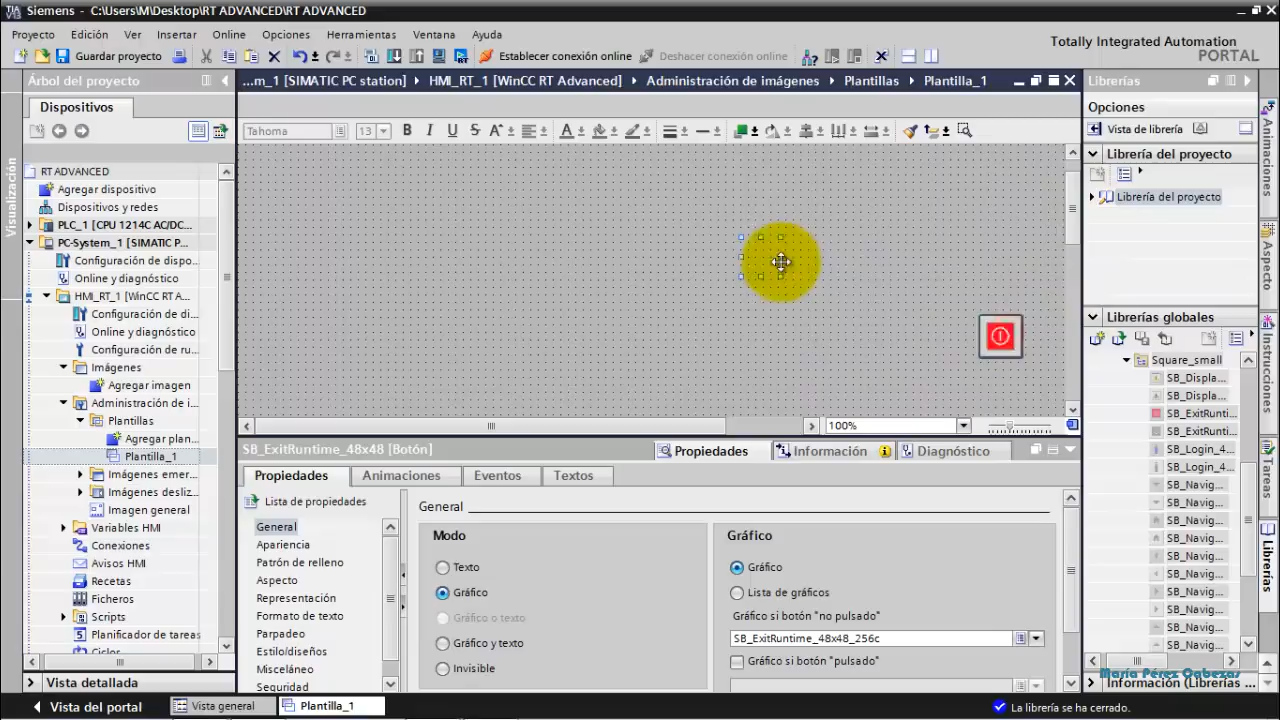 Siemens - C:\Users\M\Desktop\RT ADVANCED\RT ADVANCED
Proyecto Edición Ver Insertar Online Opciones Herramientas Ventana Ayuda
Totally Integrated Automation
PORTAL
Guardar proyecto
Establecer conexión online
Deshacer conexión online
Árbol del proyecto
...m_1 [SIMATIC PC station] HMI_RT_1 [WinCC RT Advanced] Administración de imágenes Plantillas Plantilla_1
Librerías
Dispositivos
Opciones
Vista de librería
Librería del proyecto
Librería del proyecto
Tahoma
13
Visualización
RT ADVANCED
Agregar dispositivo
Dispositivos y redes
PLC_1 [CPU 1214C AC/DC...
PC-System_1 [SIMATIC P...
Configuración de dispo...
Online y diagnóstico
HMI_RT_1 [WinCC RT A...
Configuración de di...
Online y diagnóstico
Configuración de ru...
Imágenes
Agregar imagen
Administración de i...
Plantillas
Agregar plan...
Plantilla_1
Imágenes emer...
Imágenes desliz...
Imagen general
Variables HMI
Conexiones
Avisos HMI
Recetas
Ficheros
Scripts
Planificador de tareas
Ciclos
Vista detallada
100%
SB_ExitRuntime_48x48 [Botón]
Propiedades
Información
Diagnóstico
Propiedades
Animaciones
Eventos
Textos
Lista de propiedades
General
Apariencia
Patrón de relleno
Aspecto
Representación
Formato de texto
Parpadeo
Estilo/diseños
Misceláneo
Seguridad
General
Modo
Texto
Gráfico
Gráfico o texto
Gráfico y texto
Invisible
Gráfico
Gráfico
Lista de gráficos
Gráfico si botón "no pulsado"
SB_ExitRuntime_48x48_256c
Gráfico si botón "pulsado"
Librerías globales
Square_small
SB_Displa...
SB_Displa...
SB_ExitRunti...
SB_ExitRunti...
SB_Login_4...
SB_Login_4...
SB_Navig...
SB_Navig...
SB_Navig...
SB_Navig...
SB_Navig...
SB_Navig...
SB_Navig...
SB_Navig...
SB_Navig...
SB_Navig...
María Pérez Cabezas
Información (Librerías ...
Animaciones
Aspecto
Instrucciones
Tareas
Librerías
Vista del portal
Vista general
Plantilla_1
La librería se ha cerrado.